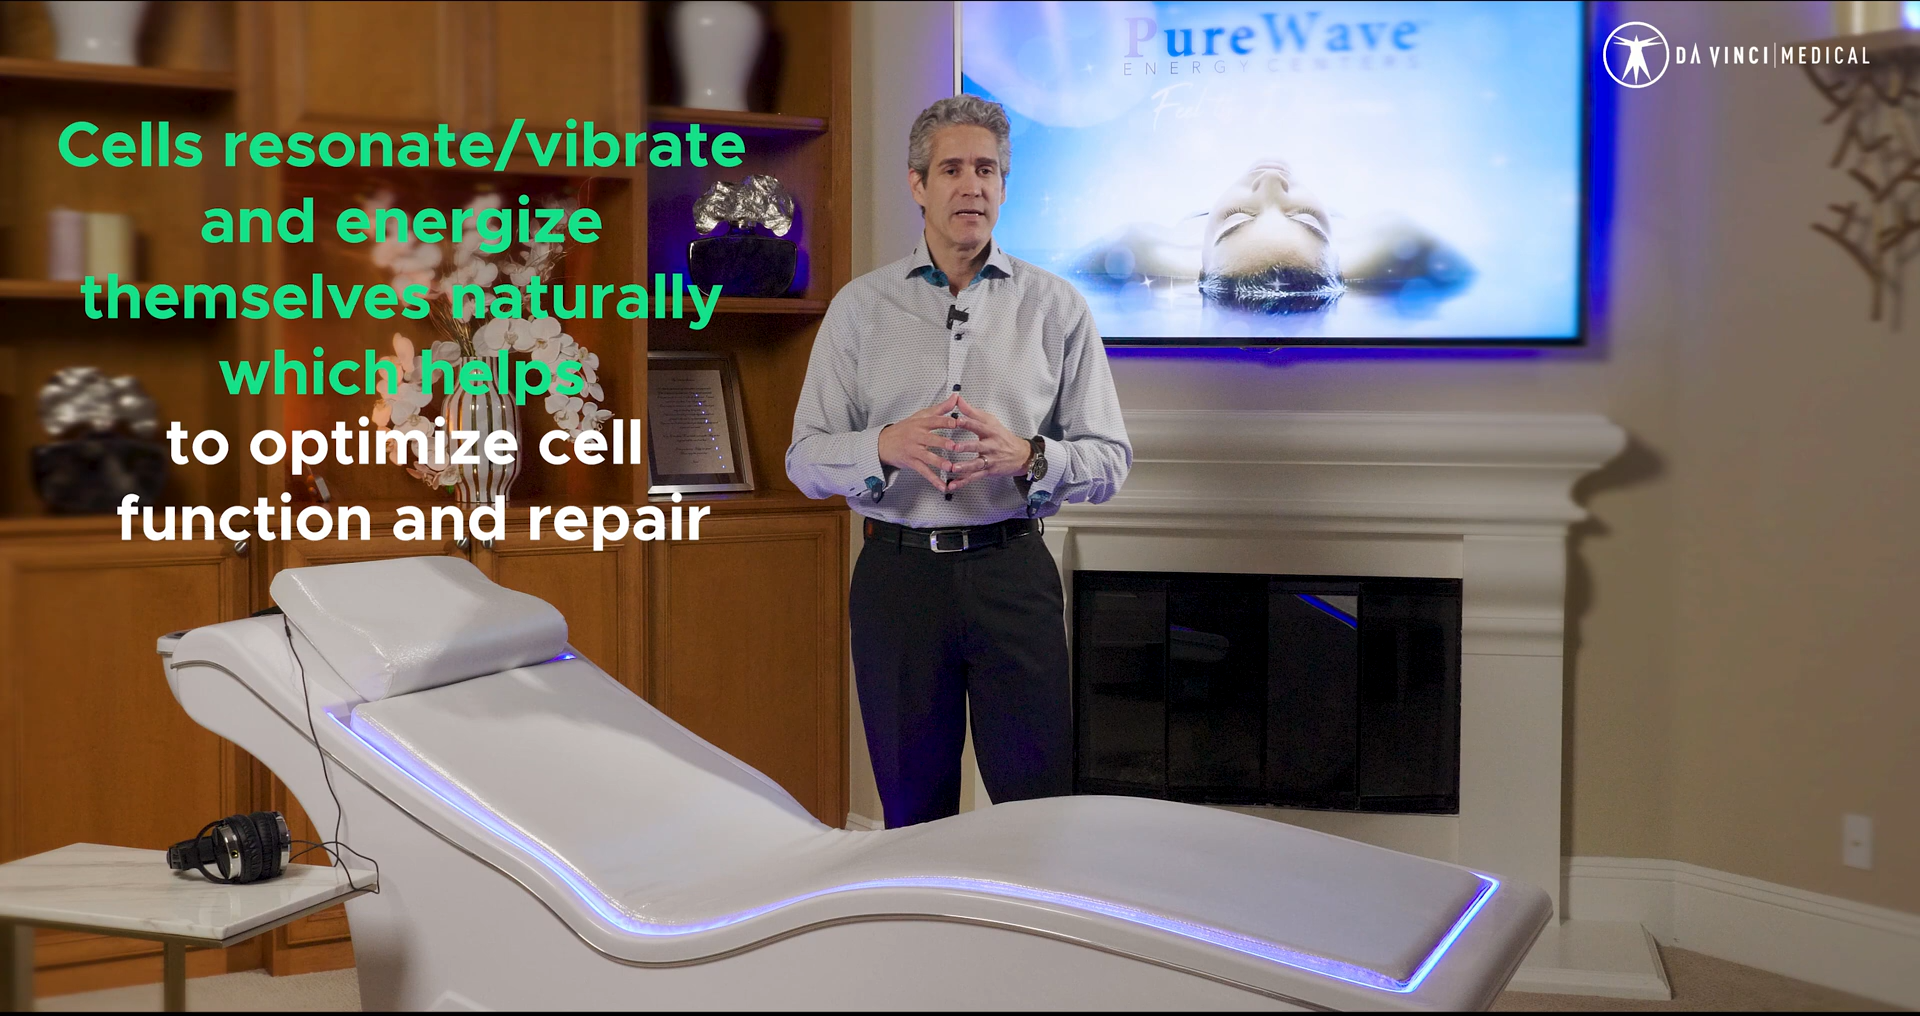 PureWave
ENERGY CENTERS
Feel
DA VINCI|MEDICAL
Cells resonate/vibrate
and energize
themselves naturally
which helps
to optimize cell
function and repair